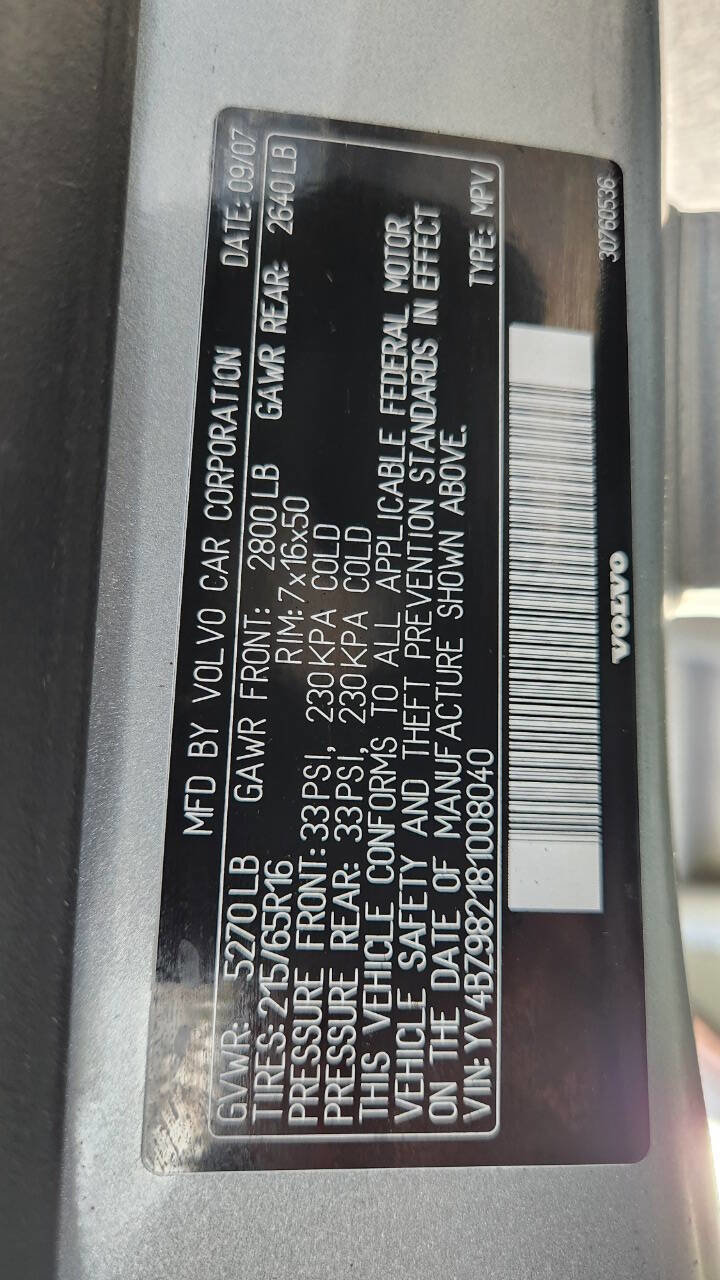 MFD BY VOLVO CAR CORPORATION DATE: 09/07
GVWR: 5270 LB GAWR FRONT: 2800 LB GAWR REAR: 2640 LB
TIRES: 215/65R16 RIM: 7x16x50
PRESSURE FRONT: 33 PSI, 230 KPA COLD
PRESSURE REAR: 33 PSI, 230 KPA COLD
THIS VEHICLE CONFORMS TO ALL APPLICABLE FEDERAL MOTOR
VEHICLE SAFETY AND THEFT PREVENTION STANDARDS IN EFFECT
ON THE DATE OF MANUFACTURE SHOWN ABOVE.
VIN: YV4BZ982181008040 TYPE: MPV
30760536
VOLVO